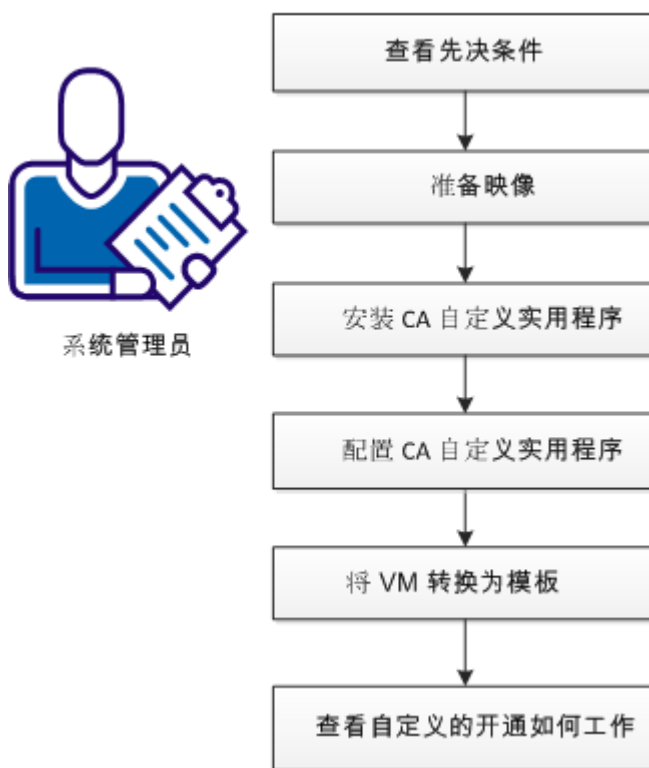 查看先决条件
准备映像
安装 CA 自定义实用程序
系统管理员
配置 CA 自定义实用程序
将 VM 转换为模板
查看自定义的开通如何工作